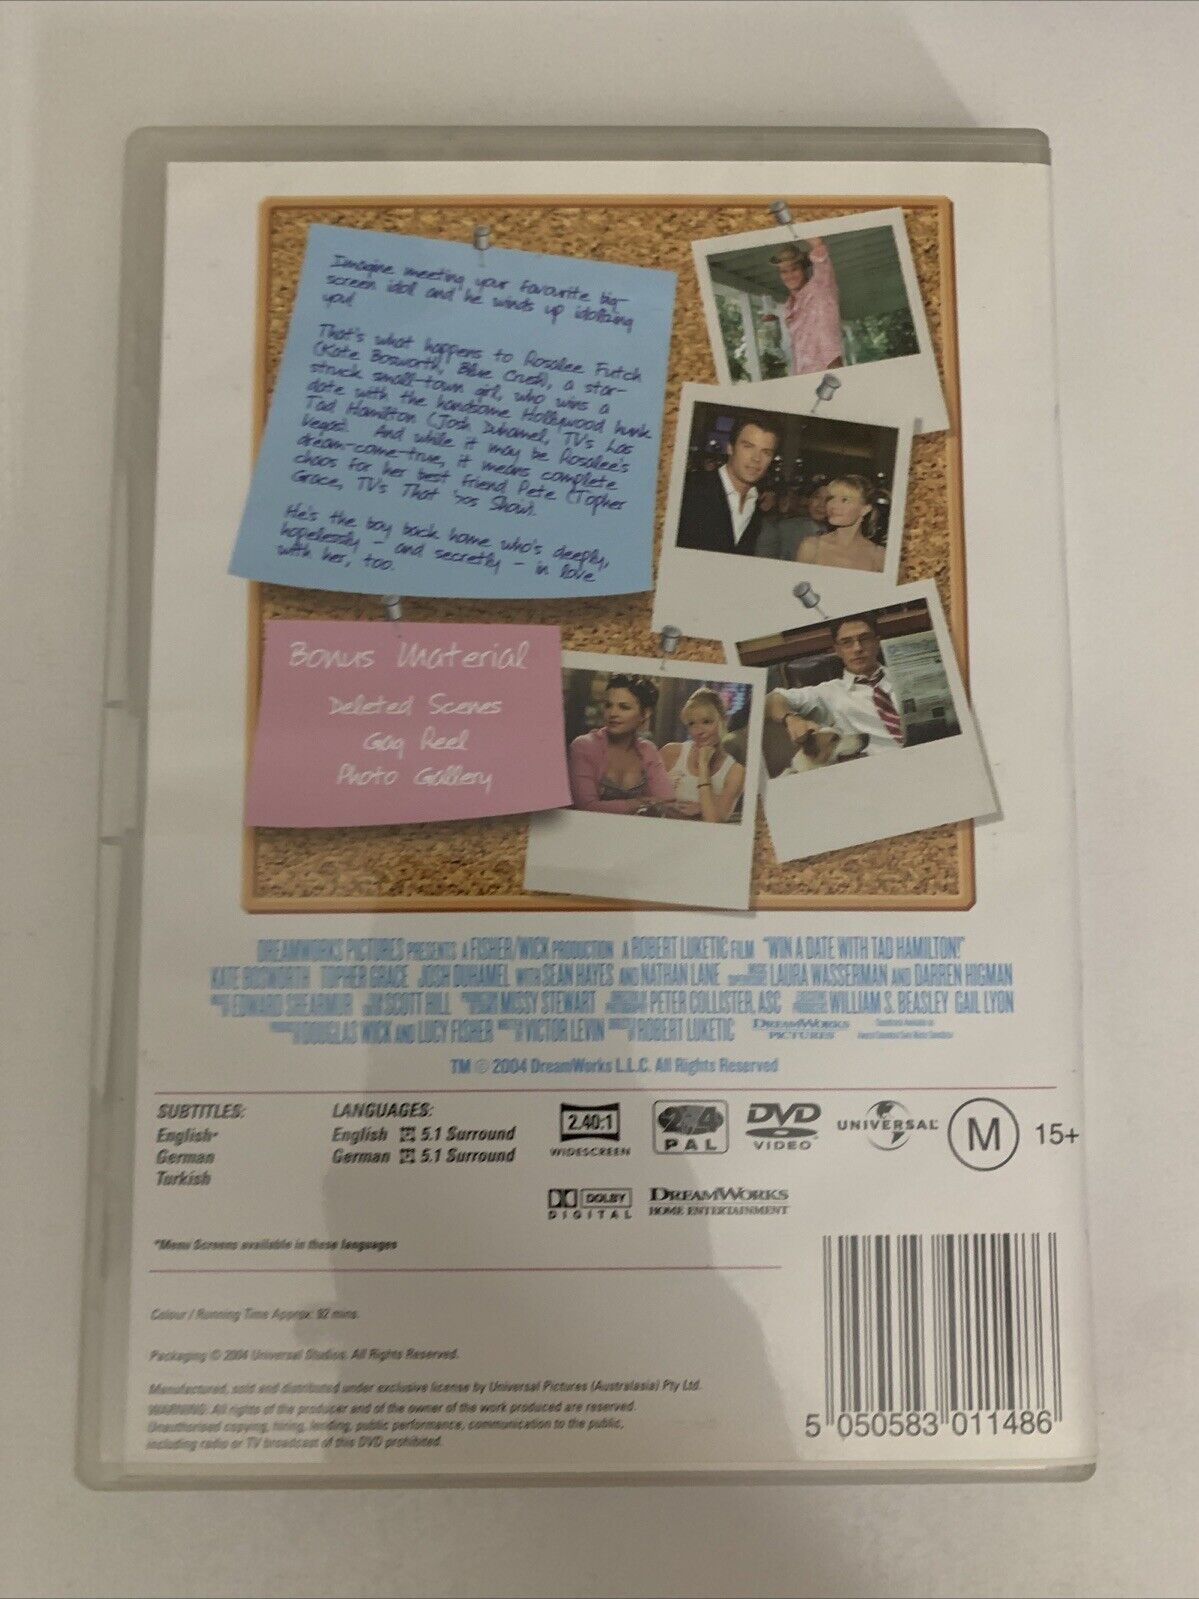 Imagine meeting your favourite big-
screen idol and he winds up idolizing
you!
That's what happens to Rosalee Futch
(Kate Bosworth, Blue Crush), a star-
struck small-town girl, who wins a
date with the handsome Hollywood hunk
Tad Hamilton (Josh Duhamel, TV's Las
Vegas). And while it may be Rosalee's
dream-come-true, it means complete
chaos for her best friend Pete (Topher
Grace, TV's That '70s Show).
He's the boy back home who's deeply,
hopelessly - and secretly - in love
with her, too.
Bonus Material
Deleted Scenes
Gag Reel
Photo Gallery
DREAMWORKS PICTURES PRESENTS A FISHER/WICK PRODUCTION A ROBERT LUKETIC FILM "WIN A DATE WITH TAD HAMILTON!"
KATE BOSWORTH TOPHER GRACE JOSH DUHAMEL WITH SEAN HAYES AND NATHAN LANE LAURA WASSERMAN AND DARREN HIGMAN
EDWARD SHEARMUR SCOTT HILL MISSY STEWART PETER COLLISTER, ASC WILLIAM S. BEASLEY GAIL LYON
DOUGLAS WICK AND LUCY FISHER VICTOR LEVIN ROBERT LUKETIC DREAMWORKS PICTURES
TM © 2004 DreamWorks L.L.C. All Rights Reserved
SUBTITLES:
English*
German
Turkish
LANGUAGES:
English 5.1 Surround
German 5.1 Surround
2.40:1
WIDESCREEN
2 4
PAL
DVD
VIDEO
UNIVERSAL
M
15+
DOLBY
DIGITAL
DREAMWORKS
HOME ENTERTAINMENT
*Menu Screens available in these languages
Colour / Running Time Approx: 92 mins.
Packaging © 2004 Universal Studios. All Rights Reserved.
Manufactured, sold and distributed under exclusive license by Universal Pictures (Australasia) Pty Ltd.
WARNING: All rights of the producer and of the owner of the work produced are reserved.
Unauthorised copying, hiring, lending, public performance, communication to the public,
including radio or TV broadcast of this DVD prohibited.
5 050583 011486